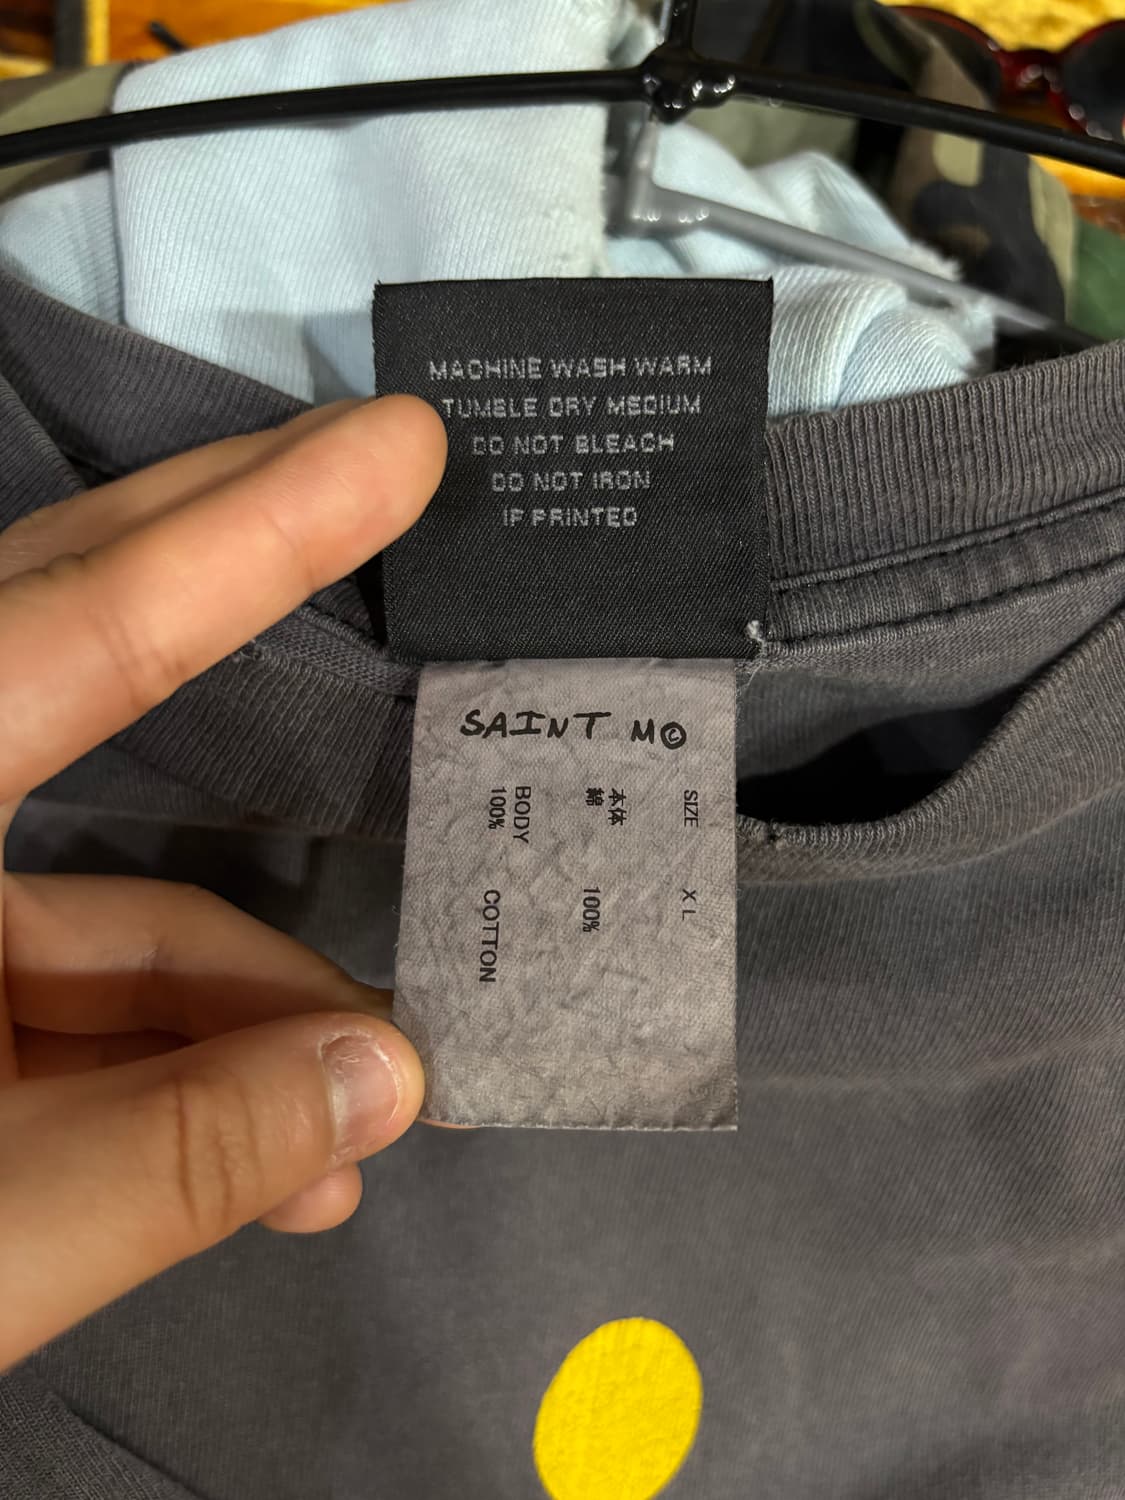 MACHINE WASH WARM
TUMBLE DRY MEDIUM
DO NOT BLEACH
DO NOT IRON
IF PRINTED
SAINT M©
SIZE XL
本体
綿 100%
BODY
100% COTTON